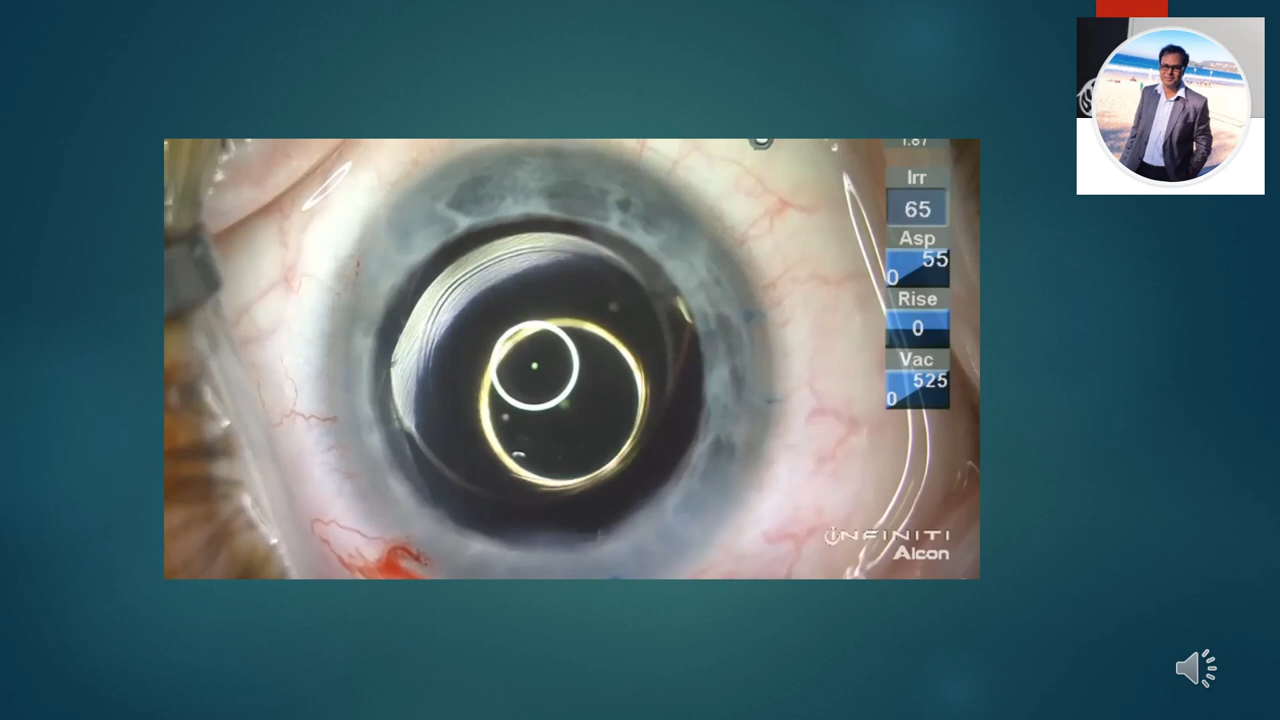 1.87
Irr
65
Asp
55
0
Rise
0
Vac
525
0
INFINITI
Alcon